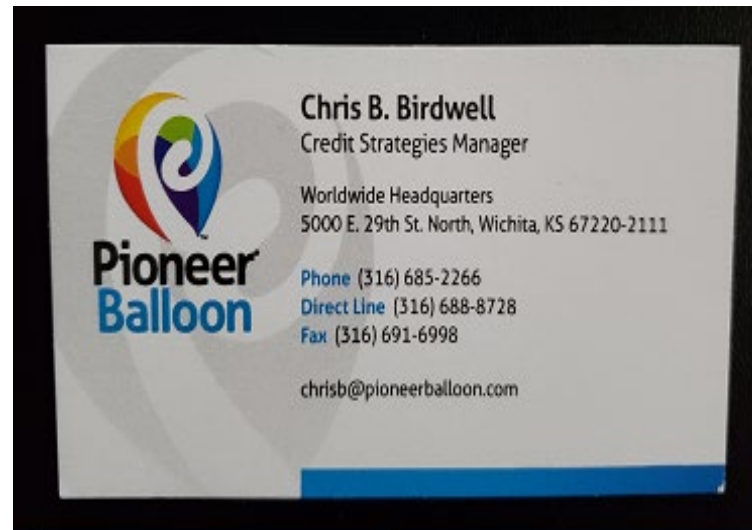 Chris B. Birdwell
Credit Strategies Manager
Worldwide Headquarters
5000 E. 29th St. North, Wichita, KS 67220-2111
Pioneer
Balloon
Phone (316) 685-2266
Direct Line (316) 688-8728
Fax (316) 691-6998
chrisb@pioneerballoon.com